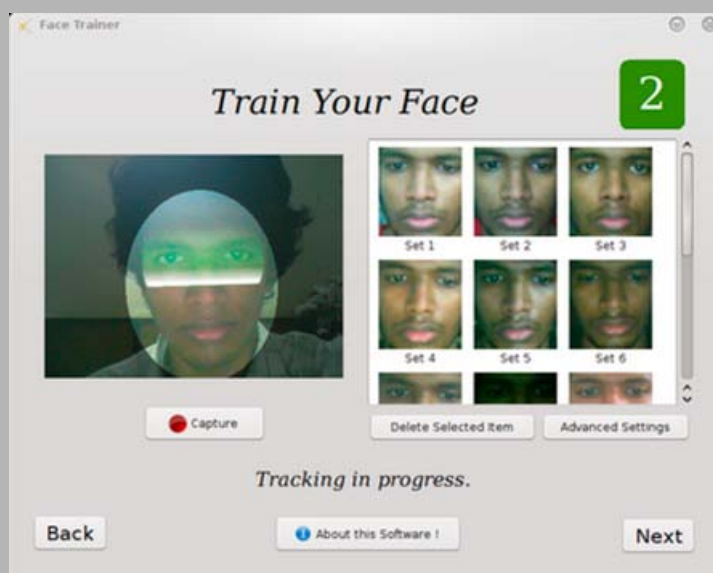 Face Trainer
Train Your Face
2
Set 1
Set 2
Set 3
Set 4
Set 5
Set 6
Capture
Delete Selected Item
Advanced Settings
Tracking in progress.
Back
About this Software !
Next